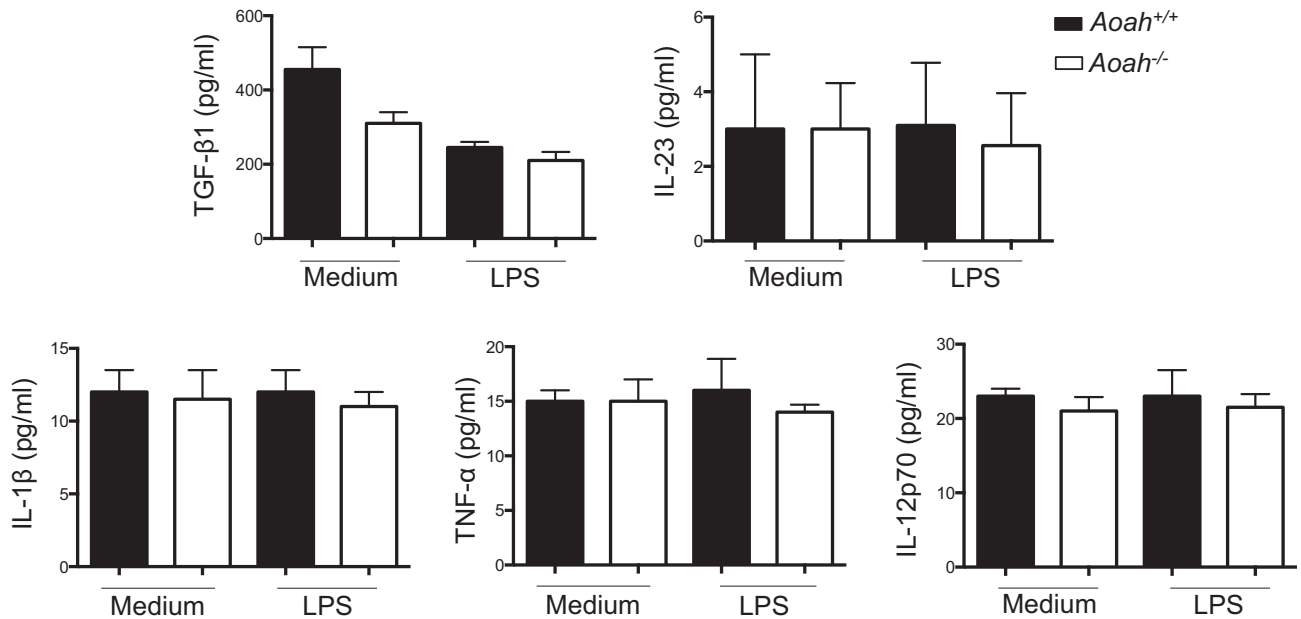 TGF-β1 (pg/ml)
600
400
200
0
Medium LPS
IL-23 (pg/ml)
6
4
2
0
Medium LPS
Aoah+/+
Aoah-/-
IL-1β (pg/ml)
15
10
5
0
Medium LPS
TNF-α (pg/ml)
20
15
10
5
0
Medium LPS
IL-12p70 (pg/ml)
30
20
10
0
Medium LPS